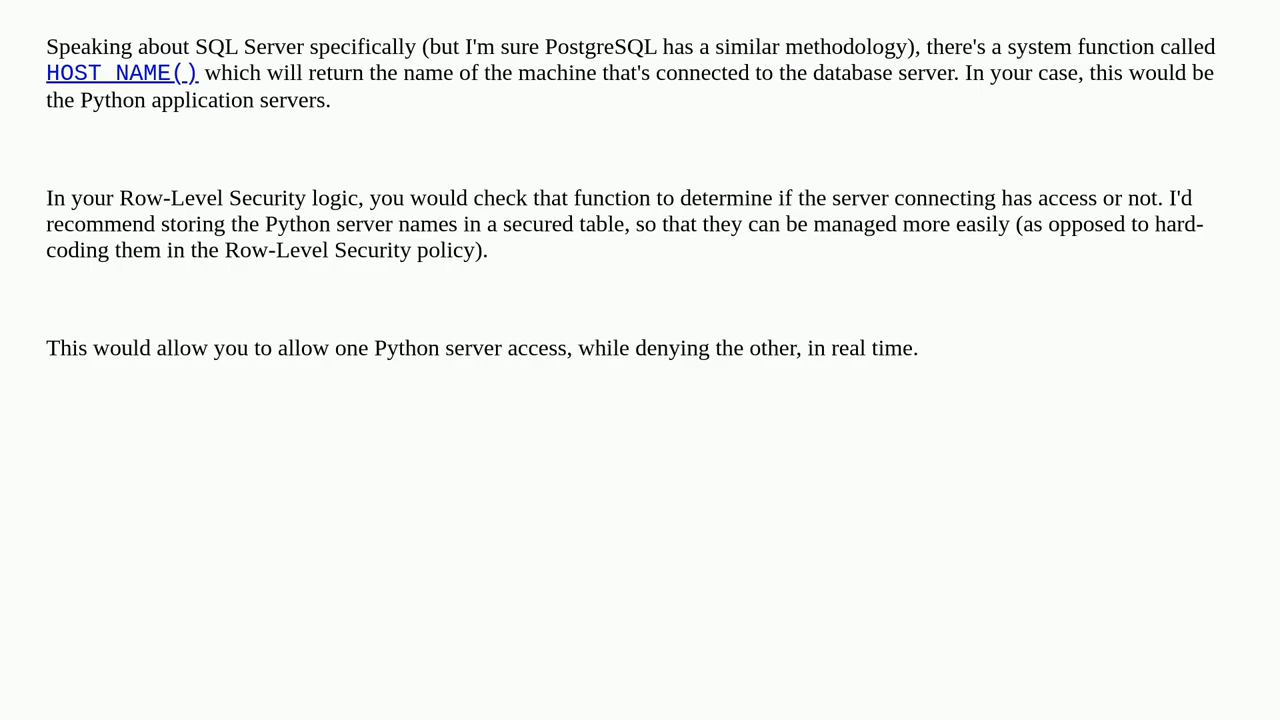 Speaking about SQL Server specifically (but I'm sure PostgreSQL has a similar methodology), there's a system function called
HOST_NAME() which will return the name of the machine that's connected to the database server. In your case, this would be
the Python application servers.
In your Row-Level Security logic, you would check that function to determine if the server connecting has access or not. I'd
recommend storing the Python server names in a secured table, so that they can be managed more easily (as opposed to hard-
coding them in the Row-Level Security policy).
This would allow you to allow one Python server access, while denying the other, in real time.